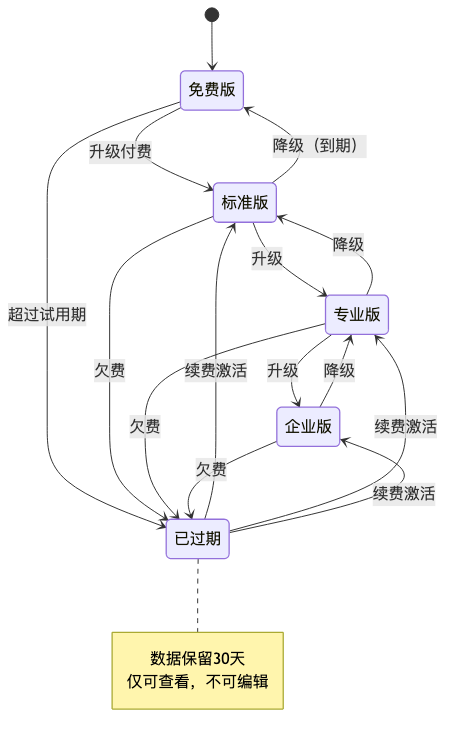 免费版
升级付费
降级（到期）
标准版
升级
降级
超过试用期
专业版
欠费
续费激活
升级
降级
欠费
企业版
续费激活
欠费
续费激活
已过期
数据保留30天
仅可查看，不可编辑